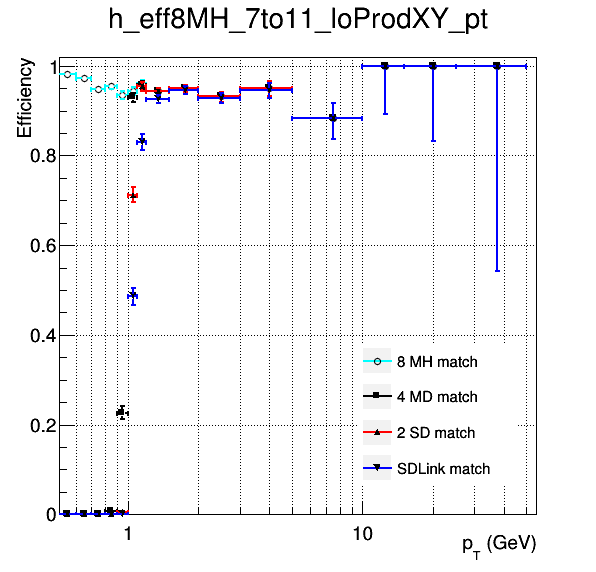 h_eff8MH_7to11_loProdXY_pt
Efficiency
1
0.8
0.6
0.4
0.2
0
8 MH match
4 MD match
2 SD match
SDLink match
1
10
p_T (GeV)